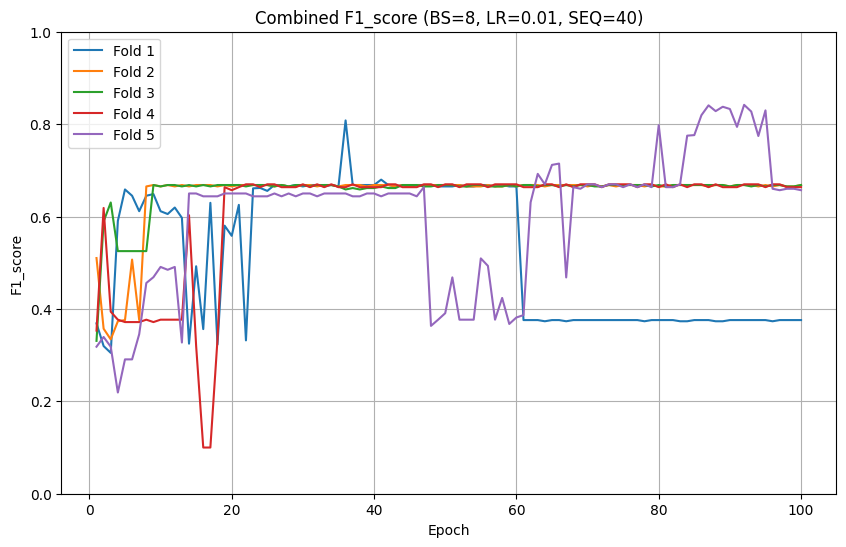 Combined F1_score (BS=8, LR=0.01, SEQ=40)
1.0
0.8
0.6
0.4
0.2
0.0
F1_score
Fold 1
Fold 2
Fold 3
Fold 4
Fold 5
0 20 40 60 80 100
Epoch